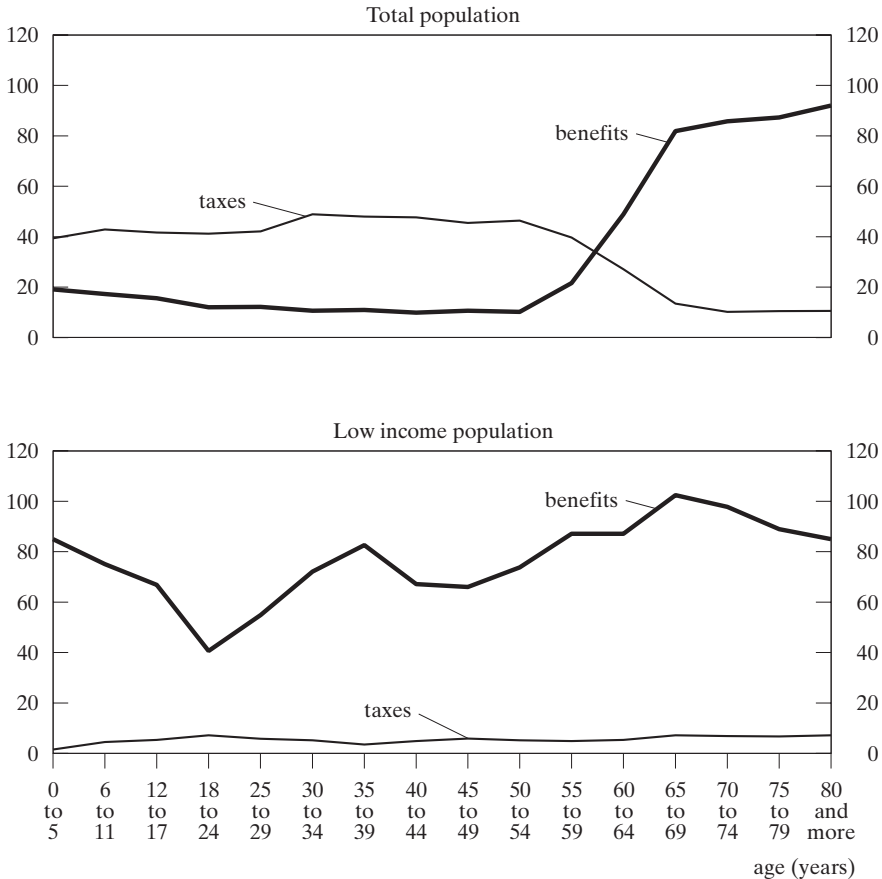 Total population
120 120
100 100
80 80
benefits
60 60
taxes
40 40
20 20
0 0
Low income population
120 120
100 100
benefits
80 80
60 60
40 40
20 20
taxes
0 0
0 6 12 18 25 30 35 40 45 50 55 60 65 70 75 80
to to to to to to to to to to to to to to to and
5 11 17 24 29 34 39 44 49 54 59 64 69 74 79 more
age (years)